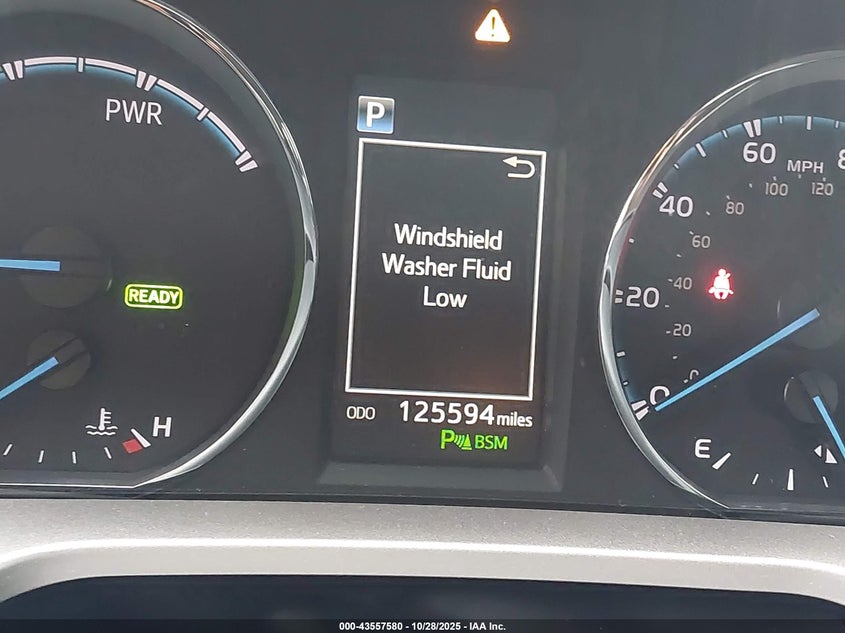 PWR
READY
H
P
Windshield
Washer Fluid
Low
ODO 125594 miles
P BSM
60
MPH
8
100
120
40
80
60
20
40
20
0
0
E
000-43557580 - 10/28/2025 - IAA Inc.